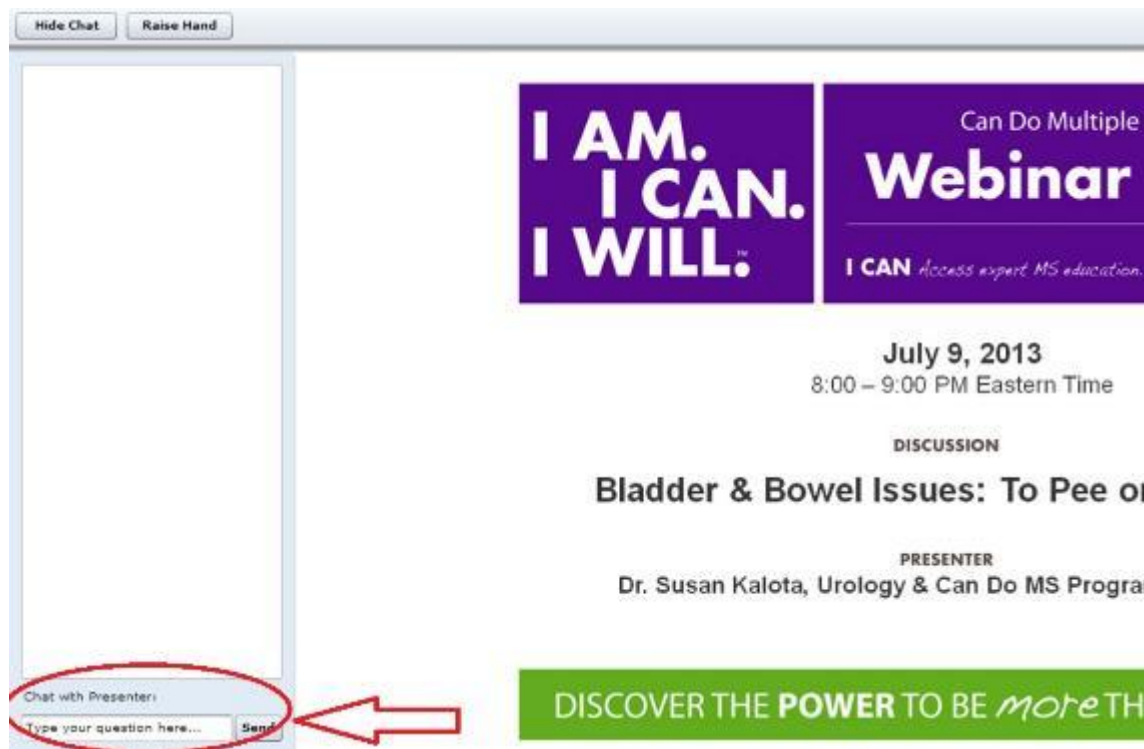 Hide Chat
Raise Hand
I AM.
I CAN.
I WILL.™
Can Do Multiple
Webinar
I CAN Access expert MS education.
July 9, 2013
8:00 – 9:00 PM Eastern Time
DISCUSSION
Bladder & Bowel Issues: To Pee or
PRESENTER
Dr. Susan Kalota, Urology & Can Do MS Progra
DISCOVER THE POWER TO BE more TH
Chat with Presenter:
Type your question here...
Send